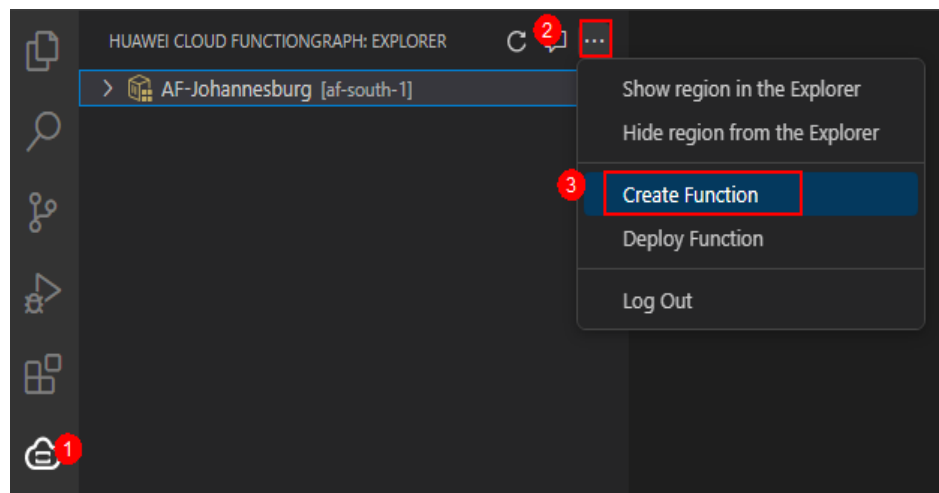 HUAWEI CLOUD FUNCTIONGRAPH: EXPLORER
2
...
AF-Johannesburg [af-south-1]
Show region in the Explorer
Hide region from the Explorer
3
Create Function
Deploy Function
Log Out
1